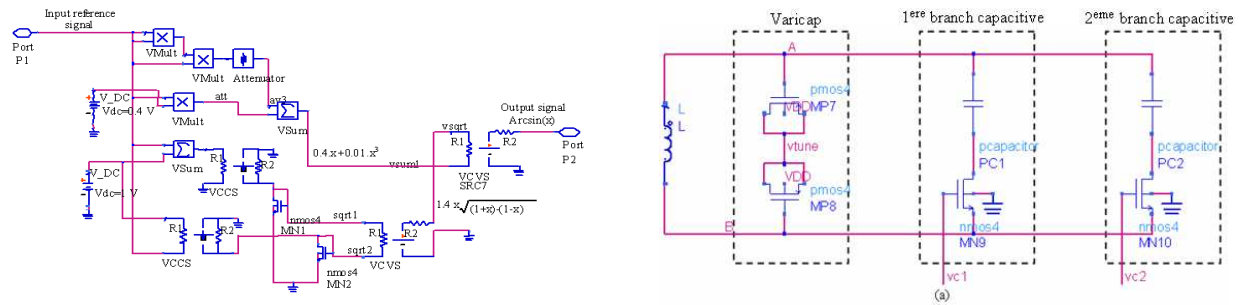 Input reference
signal
Port
P1
VMult
VMult
Attenuator
V_DC
Vdc=0.4 V
att
ay3
VMult
VSum
VSum
V_DC
Vdc=1 V
R1
R2
VCCS
0.4.x+0.01.x³
vsum1
vsqrt
R1
R2
Output signal
Arcsin(x)
Port
P2
VCVS
SRC7
1.4 x√(1+x)-(1-x)
nmos4
MN1
sqrt1
sqrt2
R1
R2
VCCS
R1
R2
VCVS
nmos4
MN2
Varicap
1ere branch capacitive
2eme branch capacitive
A
L
L
pmos4
VDD
MP7
vtune
VDD
pmos4
MP8
B
pcapacitor
PC1
pcapacitor
PC2
nmos4
MN9
nmos4
MN10
vc1
(a)
vc2